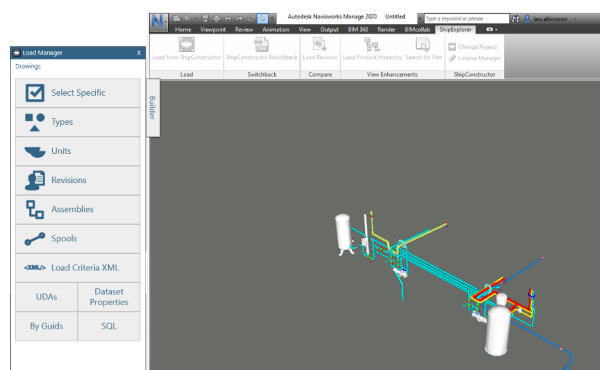 Autodesk Navisworks Manage 2020 Untitled
Type a keyword or phrase
lars.albinsson
Home Viewpoint Review Animation View Output BIM 360 Render BIMcollab ShipExplorer
Load from ShipConstructor ShipConstructor Switchback Load Revision Load Product Hierarchy Search for Part
Change Project
License Manager
Load Switchback Compare View Enhancements ShipConstructor
Builder
Load Manager X
Drawings
Select Specific
Types
Units
Revisions
Assemblies
Spools
<XML/> Load Criteria XML
UDAs
Dataset
Properties
By Guids
SQL